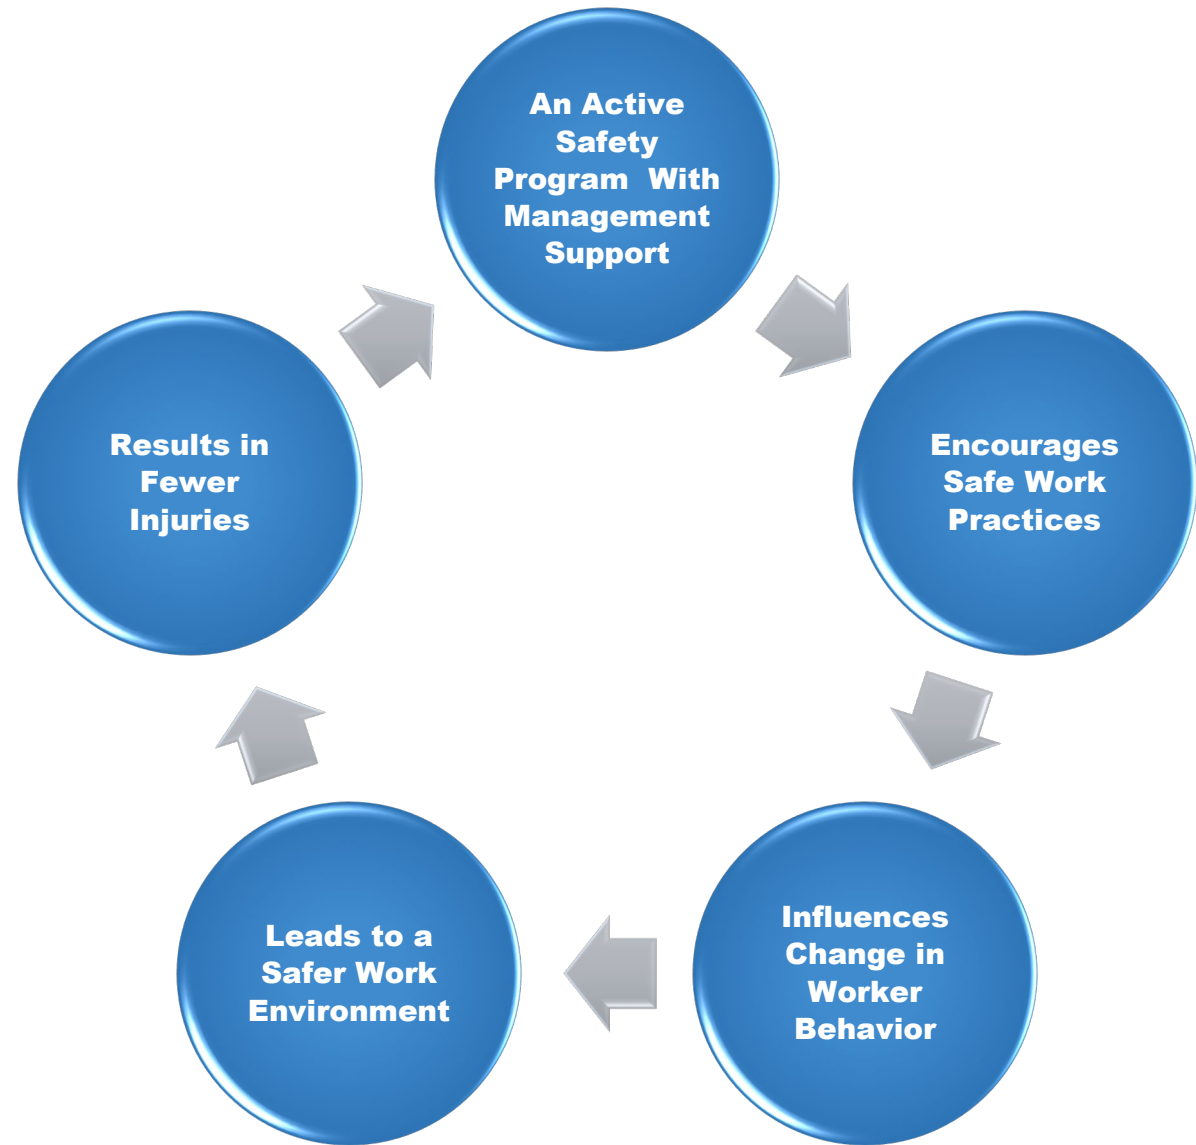 An Active
Safety
Program  With
Management
Support
Encourages
Safe Work
Practices
Influences
Change in
Worker
Behavior
Leads to a
Safer Work
Environment
Results in
Fewer
Injuries